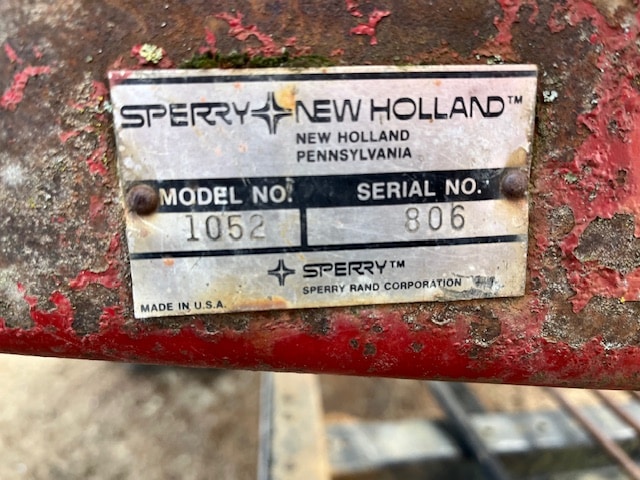 SPERRY NEW HOLLAND™
NEW HOLLAND
PENNSYLVANIA
MODEL NO. SERIAL NO.
1052 806
SPERRY™
SPERRY RAND CORPORATION
MADE IN U.S.A.